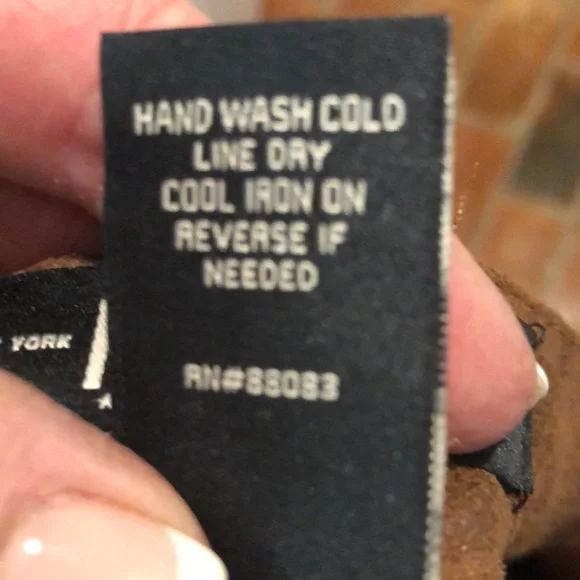 HAND WASH COLD
LINE DRY
COOL IRON ON
REVERSE IF
NEEDED
RN#88083
YORK